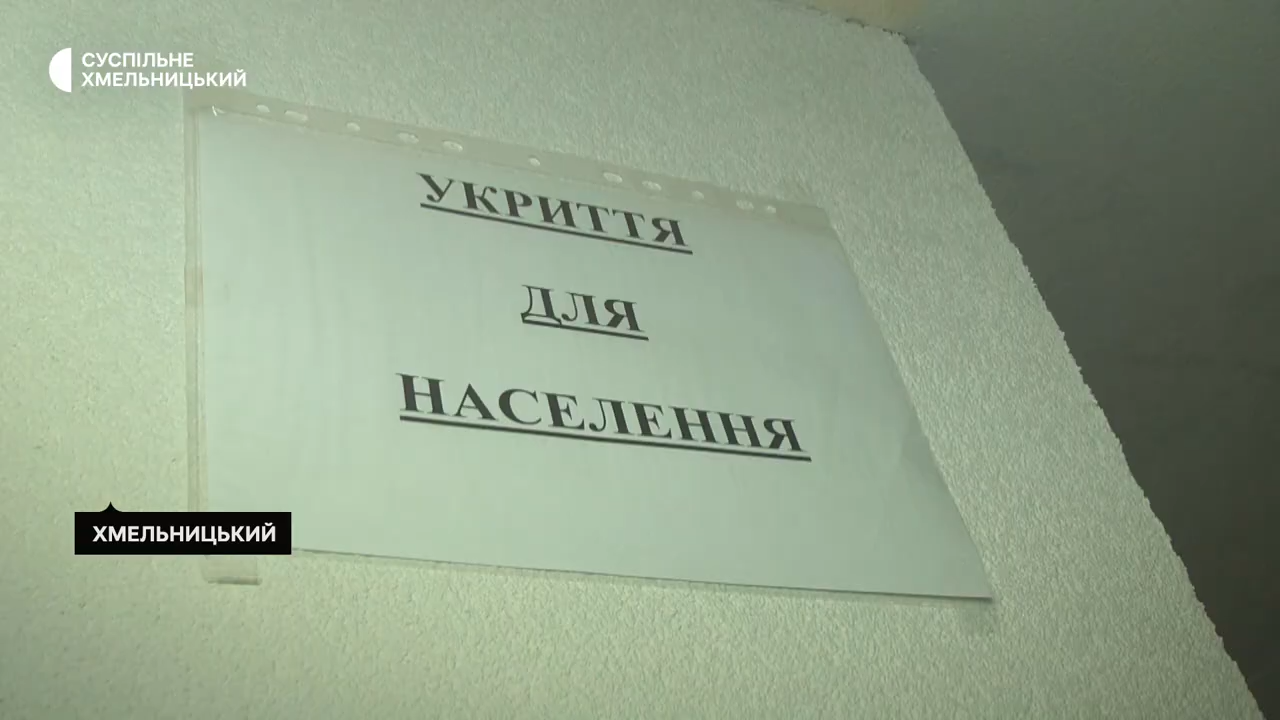 СУСПІЛЬНЕ
ХМЕЛЬНИЦЬКИЙ
УКРИТТЯ
ДЛЯ
НАСЕЛЕННЯ
ХМЕЛЬНИЦЬКИЙ